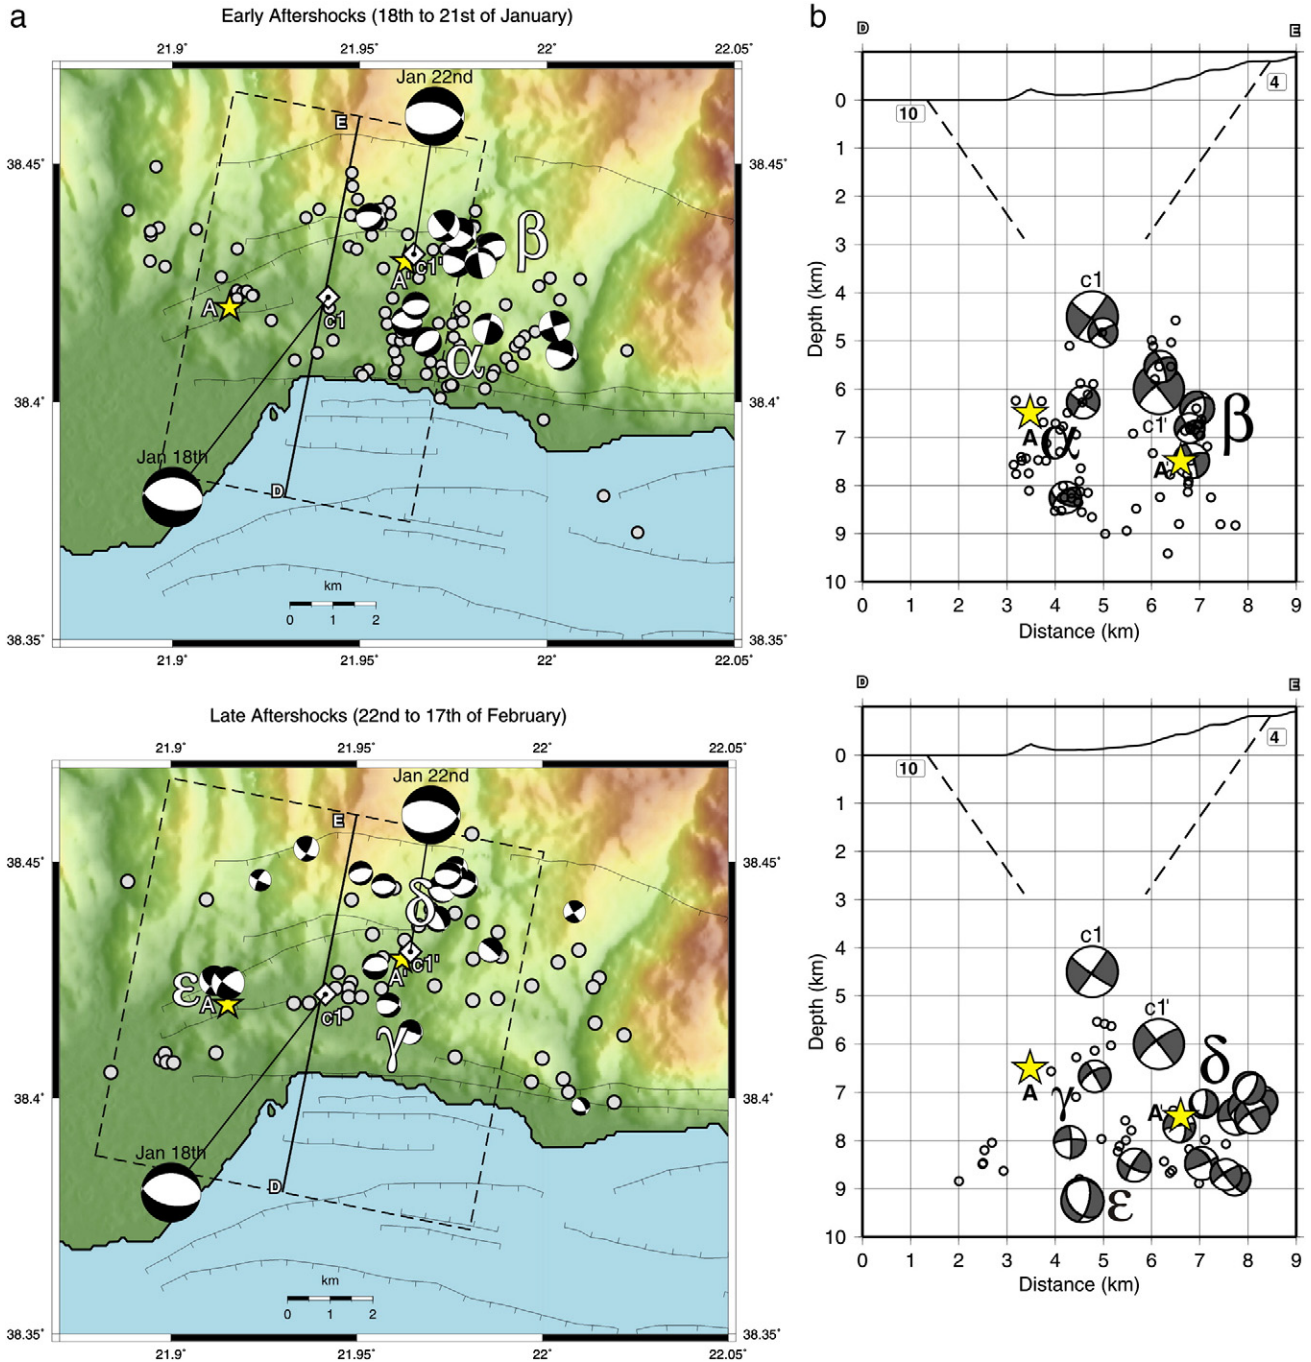 a
Early Aftershocks (18th to 21st of January)
21.9° 21.95° 22° 22.05°
Jan 22nd
E
38.45° 38.45°
β
A' c1'
A
c1
α
38.4° 38.4°
Jan 18th
D
km
0 1 2
38.35° 38.35°
21.9° 21.95° 22° 22.05°
b
D E
10 4
0
1
2
3
4
5
6
7
8
9
10
Depth (km)
c1
c1'
A
α
β
A'
0 1 2 3 4 5 6 7 8 9
Distance (km)
Late Aftershocks (22nd to 17th of February)
21.9° 21.95° 22° 22.05°
Jan 22nd
E
38.45° 38.45°
δ
A' c1'
ε
A
c1
γ
38.4° 38.4°
Jan 18th
D
km
0 1 2
38.35° 38.35°
21.9° 21.95° 22° 22.05°
D E
10 4
0
1
2
3
4
5
6
7
8
9
10
Depth (km)
c1
c1'
δ
A
γ
A'
ε
0 1 2 3 4 5 6 7 8 9
Distance (km)